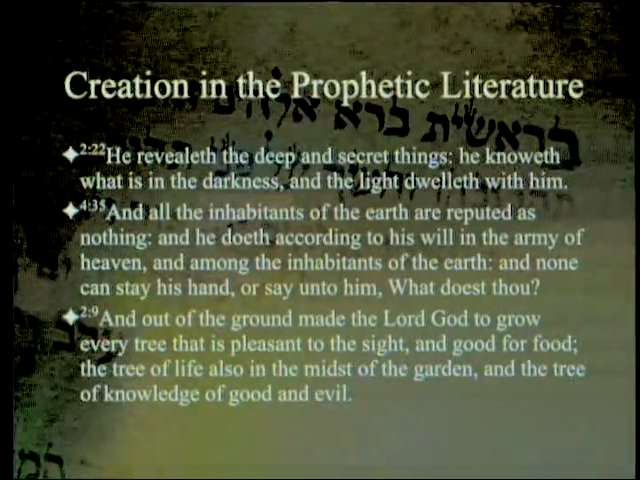 Creation in the Prophetic Literature
בראשית ברא אלהים
2:22He revealeth the deep and secret things: he knoweth
what is in the darkness, and the light dwelleth with him.
4:35And all the inhabitants of the earth are reputed as
nothing: and he doeth according to his will in the army of
heaven, and among the inhabitants of the earth: and none
can stay his hand, or say unto him, What doest thou?
2:9And out of the ground made the Lord God to grow
every tree that is pleasant to the sight, and good for food;
the tree of life also in the midst of the garden, and the tree
of knowledge of good and evil.